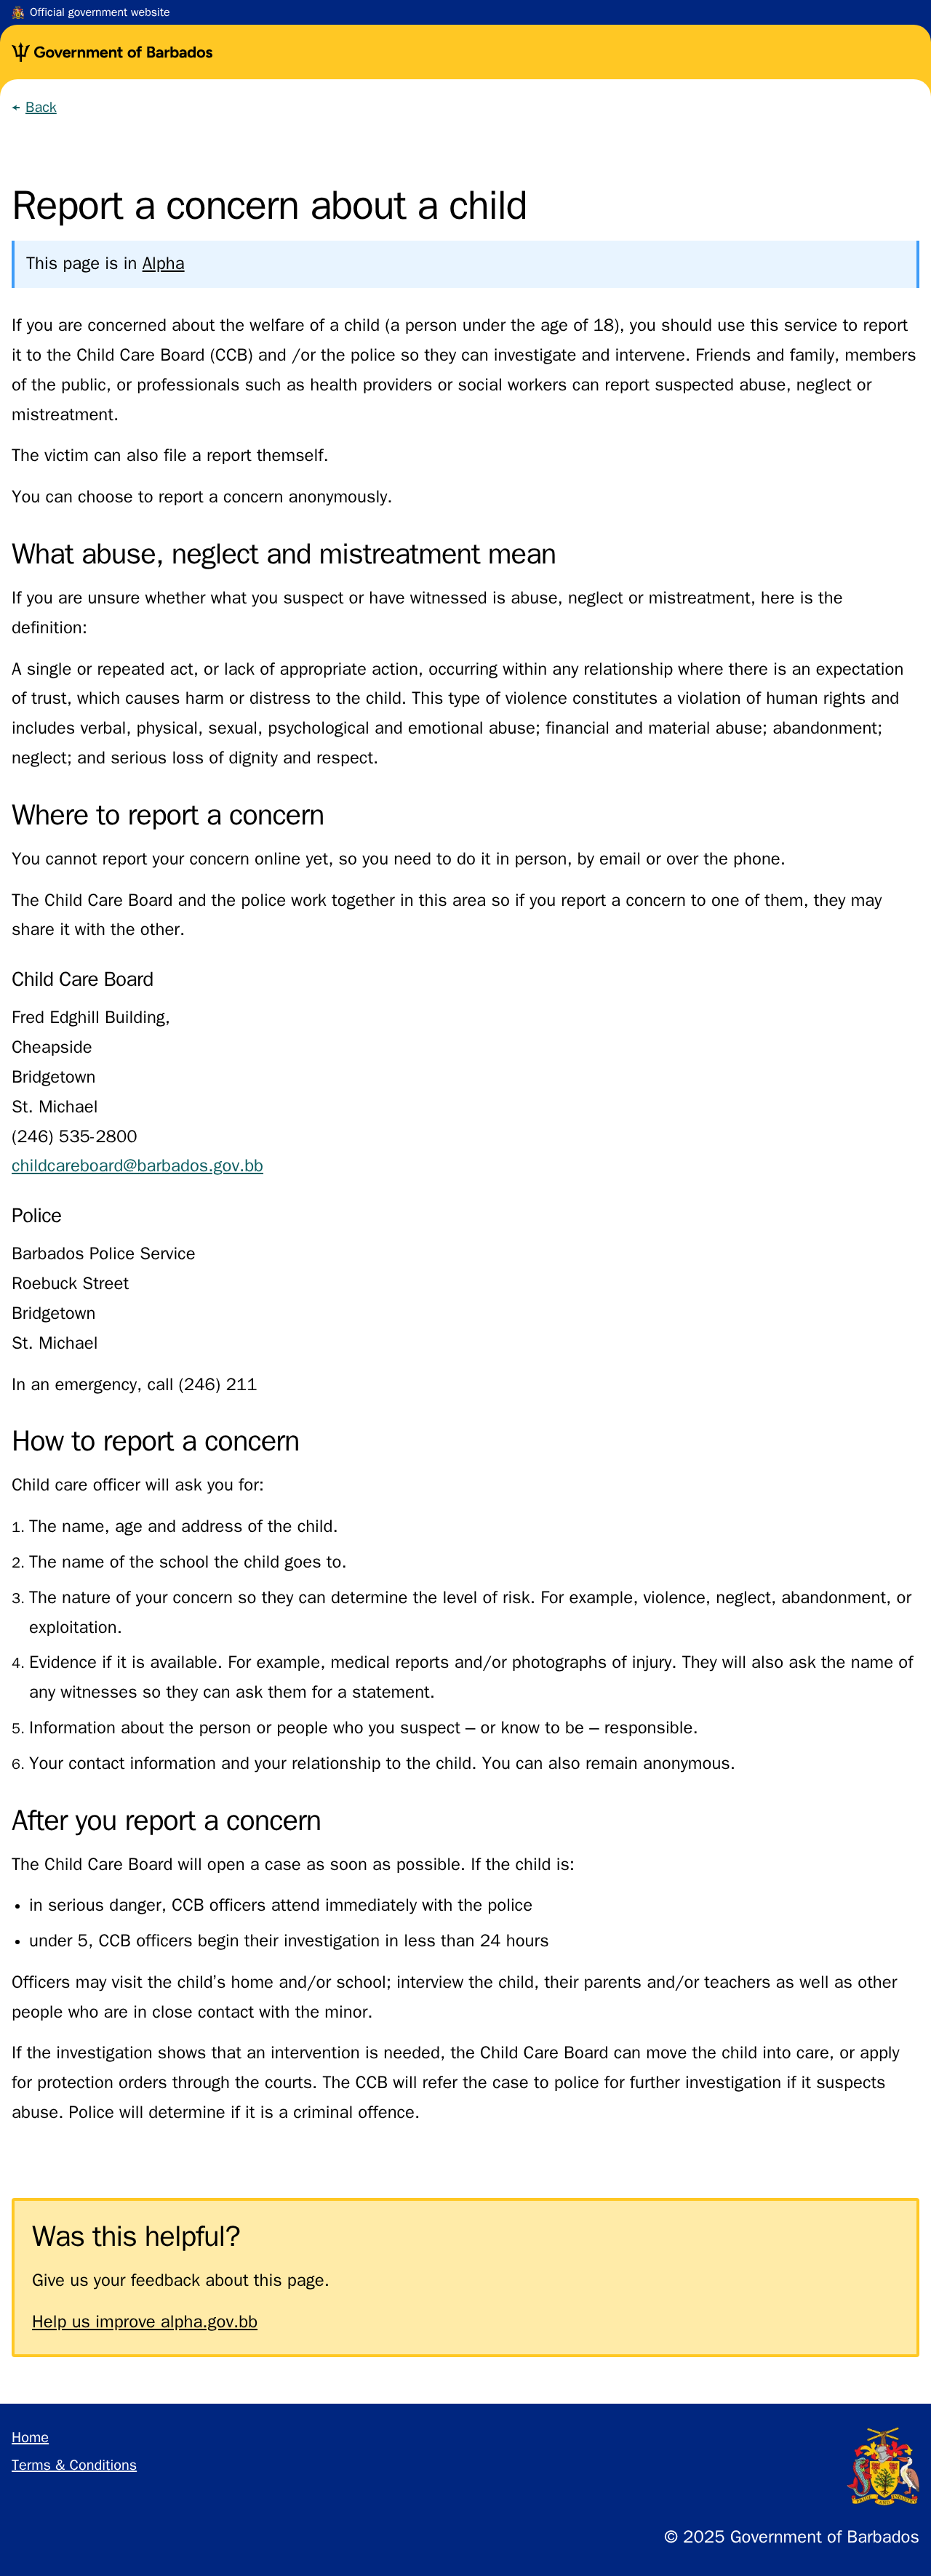 Official government website
Government of Barbados
← Back
Report a concern about a child
This page is in Alpha
If you are concerned about the welfare of a child (a person under the age of 18), you should use this service to report
it to the Child Care Board (CCB) and /or the police so they can investigate and intervene. Friends and family, members
of the public, or professionals such as health providers or social workers can report suspected abuse, neglect or
mistreatment.
The victim can also file a report themself.
You can choose to report a concern anonymously.
What abuse, neglect and mistreatment mean
If you are unsure whether what you suspect or have witnessed is abuse, neglect or mistreatment, here is the
definition:
A single or repeated act, or lack of appropriate action, occurring within any relationship where there is an expectation
of trust, which causes harm or distress to the child. This type of violence constitutes a violation of human rights and
includes verbal, physical, sexual, psychological and emotional abuse; financial and material abuse; abandonment;
neglect; and serious loss of dignity and respect.
Where to report a concern
You cannot report your concern online yet, so you need to do it in person, by email or over the phone.
The Child Care Board and the police work together in this area so if you report a concern to one of them, they may
share it with the other.
Child Care Board
Fred Edghill Building,
Cheapside
Bridgetown
St. Michael
(246) 535-2800
childcareboard@barbados.gov.bb
Police
Barbados Police Service
Roebuck Street
Bridgetown
St. Michael
In an emergency, call (246) 211
How to report a concern
Child care officer will ask you for:
1. The name, age and address of the child.
2. The name of the school the child goes to.
3. The nature of your concern so they can determine the level of risk. For example, violence, neglect, abandonment, or
exploitation.
4. Evidence if it is available. For example, medical reports and/or photographs of injury. They will also ask the name of
any witnesses so they can ask them for a statement.
5. Information about the person or people who you suspect – or know to be – responsible.
6. Your contact information and your relationship to the child. You can also remain anonymous.
After you report a concern
The Child Care Board will open a case as soon as possible. If the child is:
• in serious danger, CCB officers attend immediately with the police
• under 5, CCB officers begin their investigation in less than 24 hours
Officers may visit the child's home and/or school; interview the child, their parents and/or teachers as well as other
people who are in close contact with the minor.
If the investigation shows that an intervention is needed, the Child Care Board can move the child into care, or apply
for protection orders through the courts. The CCB will refer the case to police for further investigation if it suspects
abuse. Police will determine if it is a criminal offence.
Was this helpful?
Give us your feedback about this page.
Help us improve alpha.gov.bb
Home
Terms & Conditions
© 2025 Government of Barbados